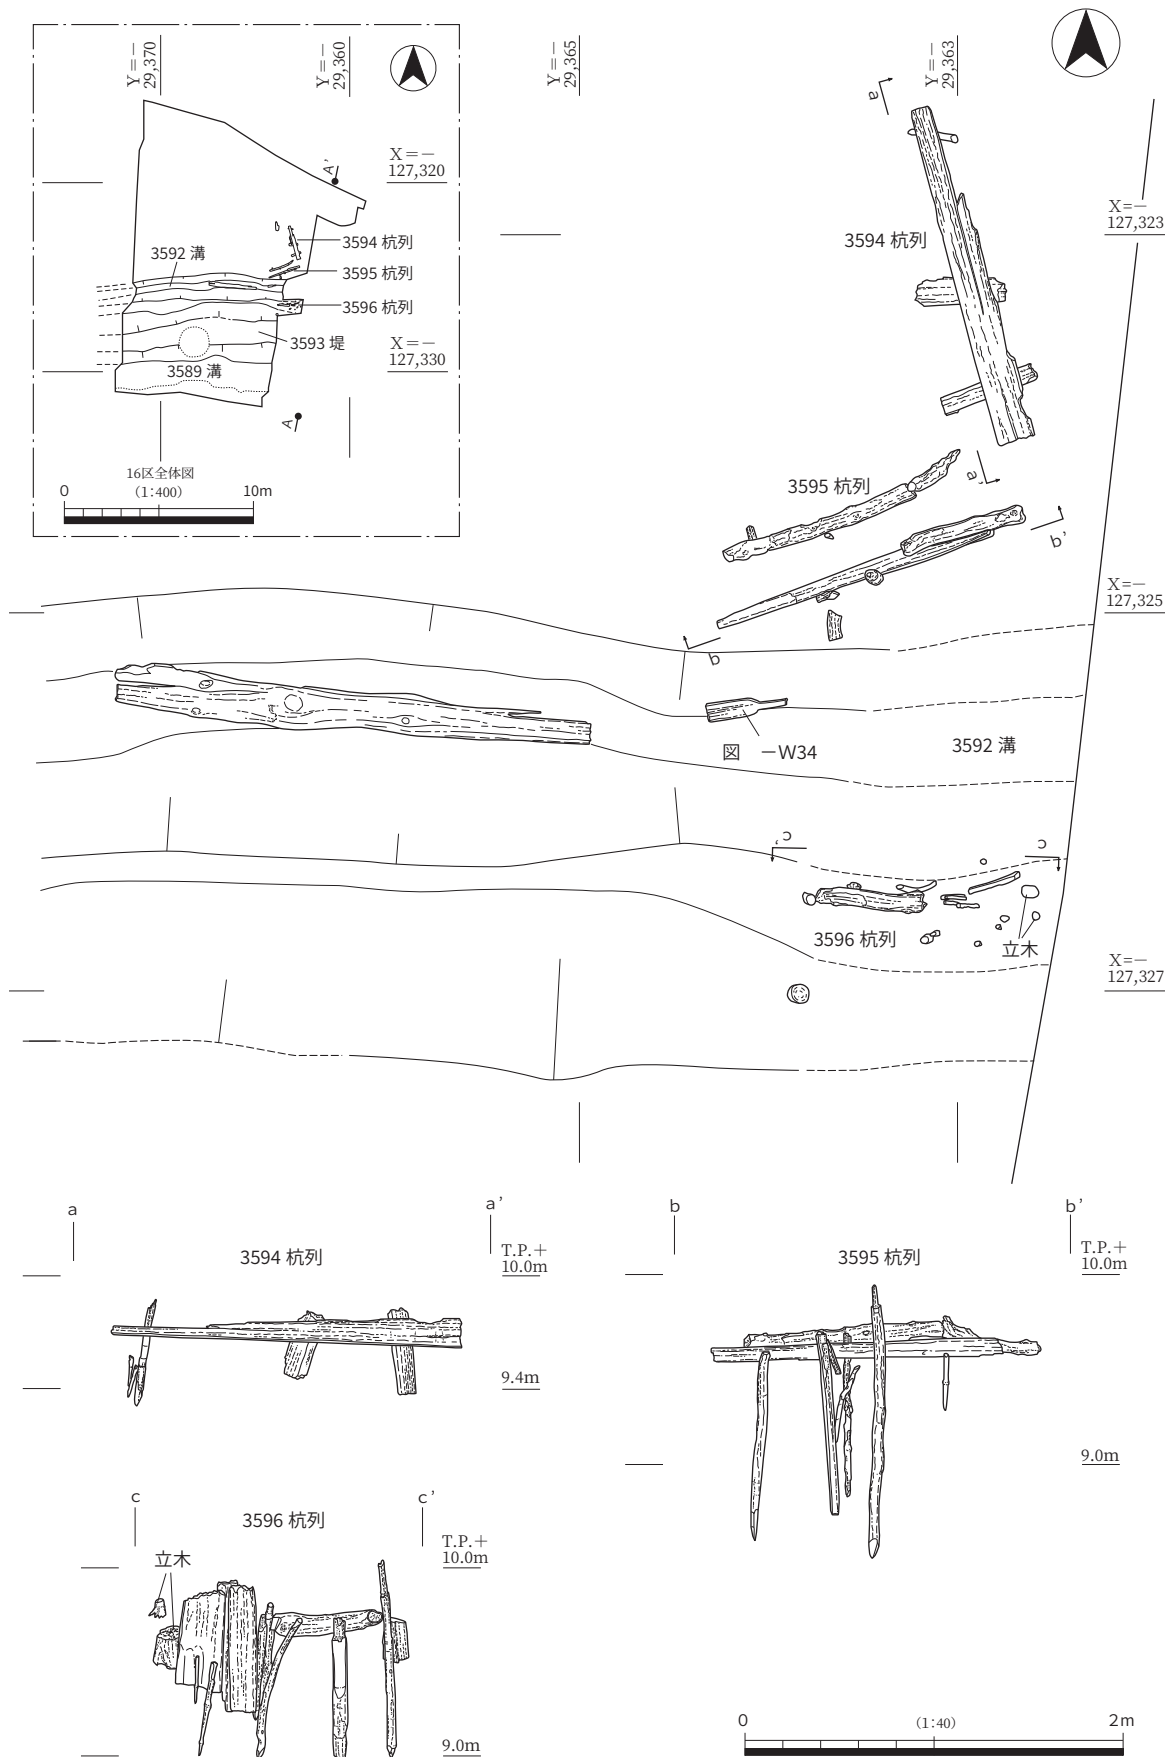 Y=－
29,370
Y=－
29,360
A'
X=－
127,320
3592 溝
3594 杭列
3595 杭列
3596 杭列
3593 堤
X=－
127,330
3589 溝
A
16区全体図
(1:400)
0
10m
Y=－
29,365
Y=－
29,363
a
X=－
127,323
3594 杭列
a'
3595 杭列
b'
X=－
127,325
b
図　－W34
3592 溝
c'
c
3596 杭列
立木
X=－
127,327
a
a'
3594 杭列
T.P.＋
10.0m
9.4m
b
b'
3595 杭列
T.P.＋
10.0m
9.0m
c
c'
3596 杭列
T.P.＋
10.0m
立木
9.0m
0
(1:40)
2m